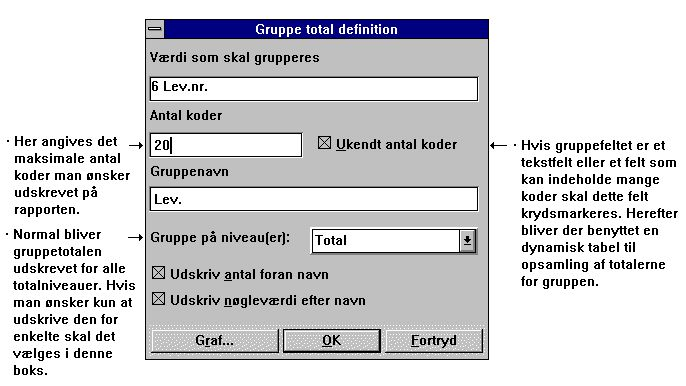 Gruppe total definition
Værdi som skal grupperes
6 Lev.nr.
Antal koder
20
Ukendt antal koder
Gruppenavn
Lev.
Gruppe på niveau(er):
Total
Udskriv antal foran navn
Udskriv nøgleværdi efter navn
Graf...
OK
Fortryd
· Her angives det
maksimale antal
koder man ønsker
udskrevet på
rapporten.
· Normal bliver
gruppetotalen
udskrevet for alle
totalniveauer. Hvis
man ønsker kun at
udskrive den for
enkelte skal det
vælges i denne
boks.
· Hvis gruppefeltet er et
tekstfelt eller et felt som
kan indeholde mange
koder skal dette felt
krydsmarkeres. Herefter
bliver der benyttet en
dynamisk tabel til
opsamling af totalerne
for gruppen.